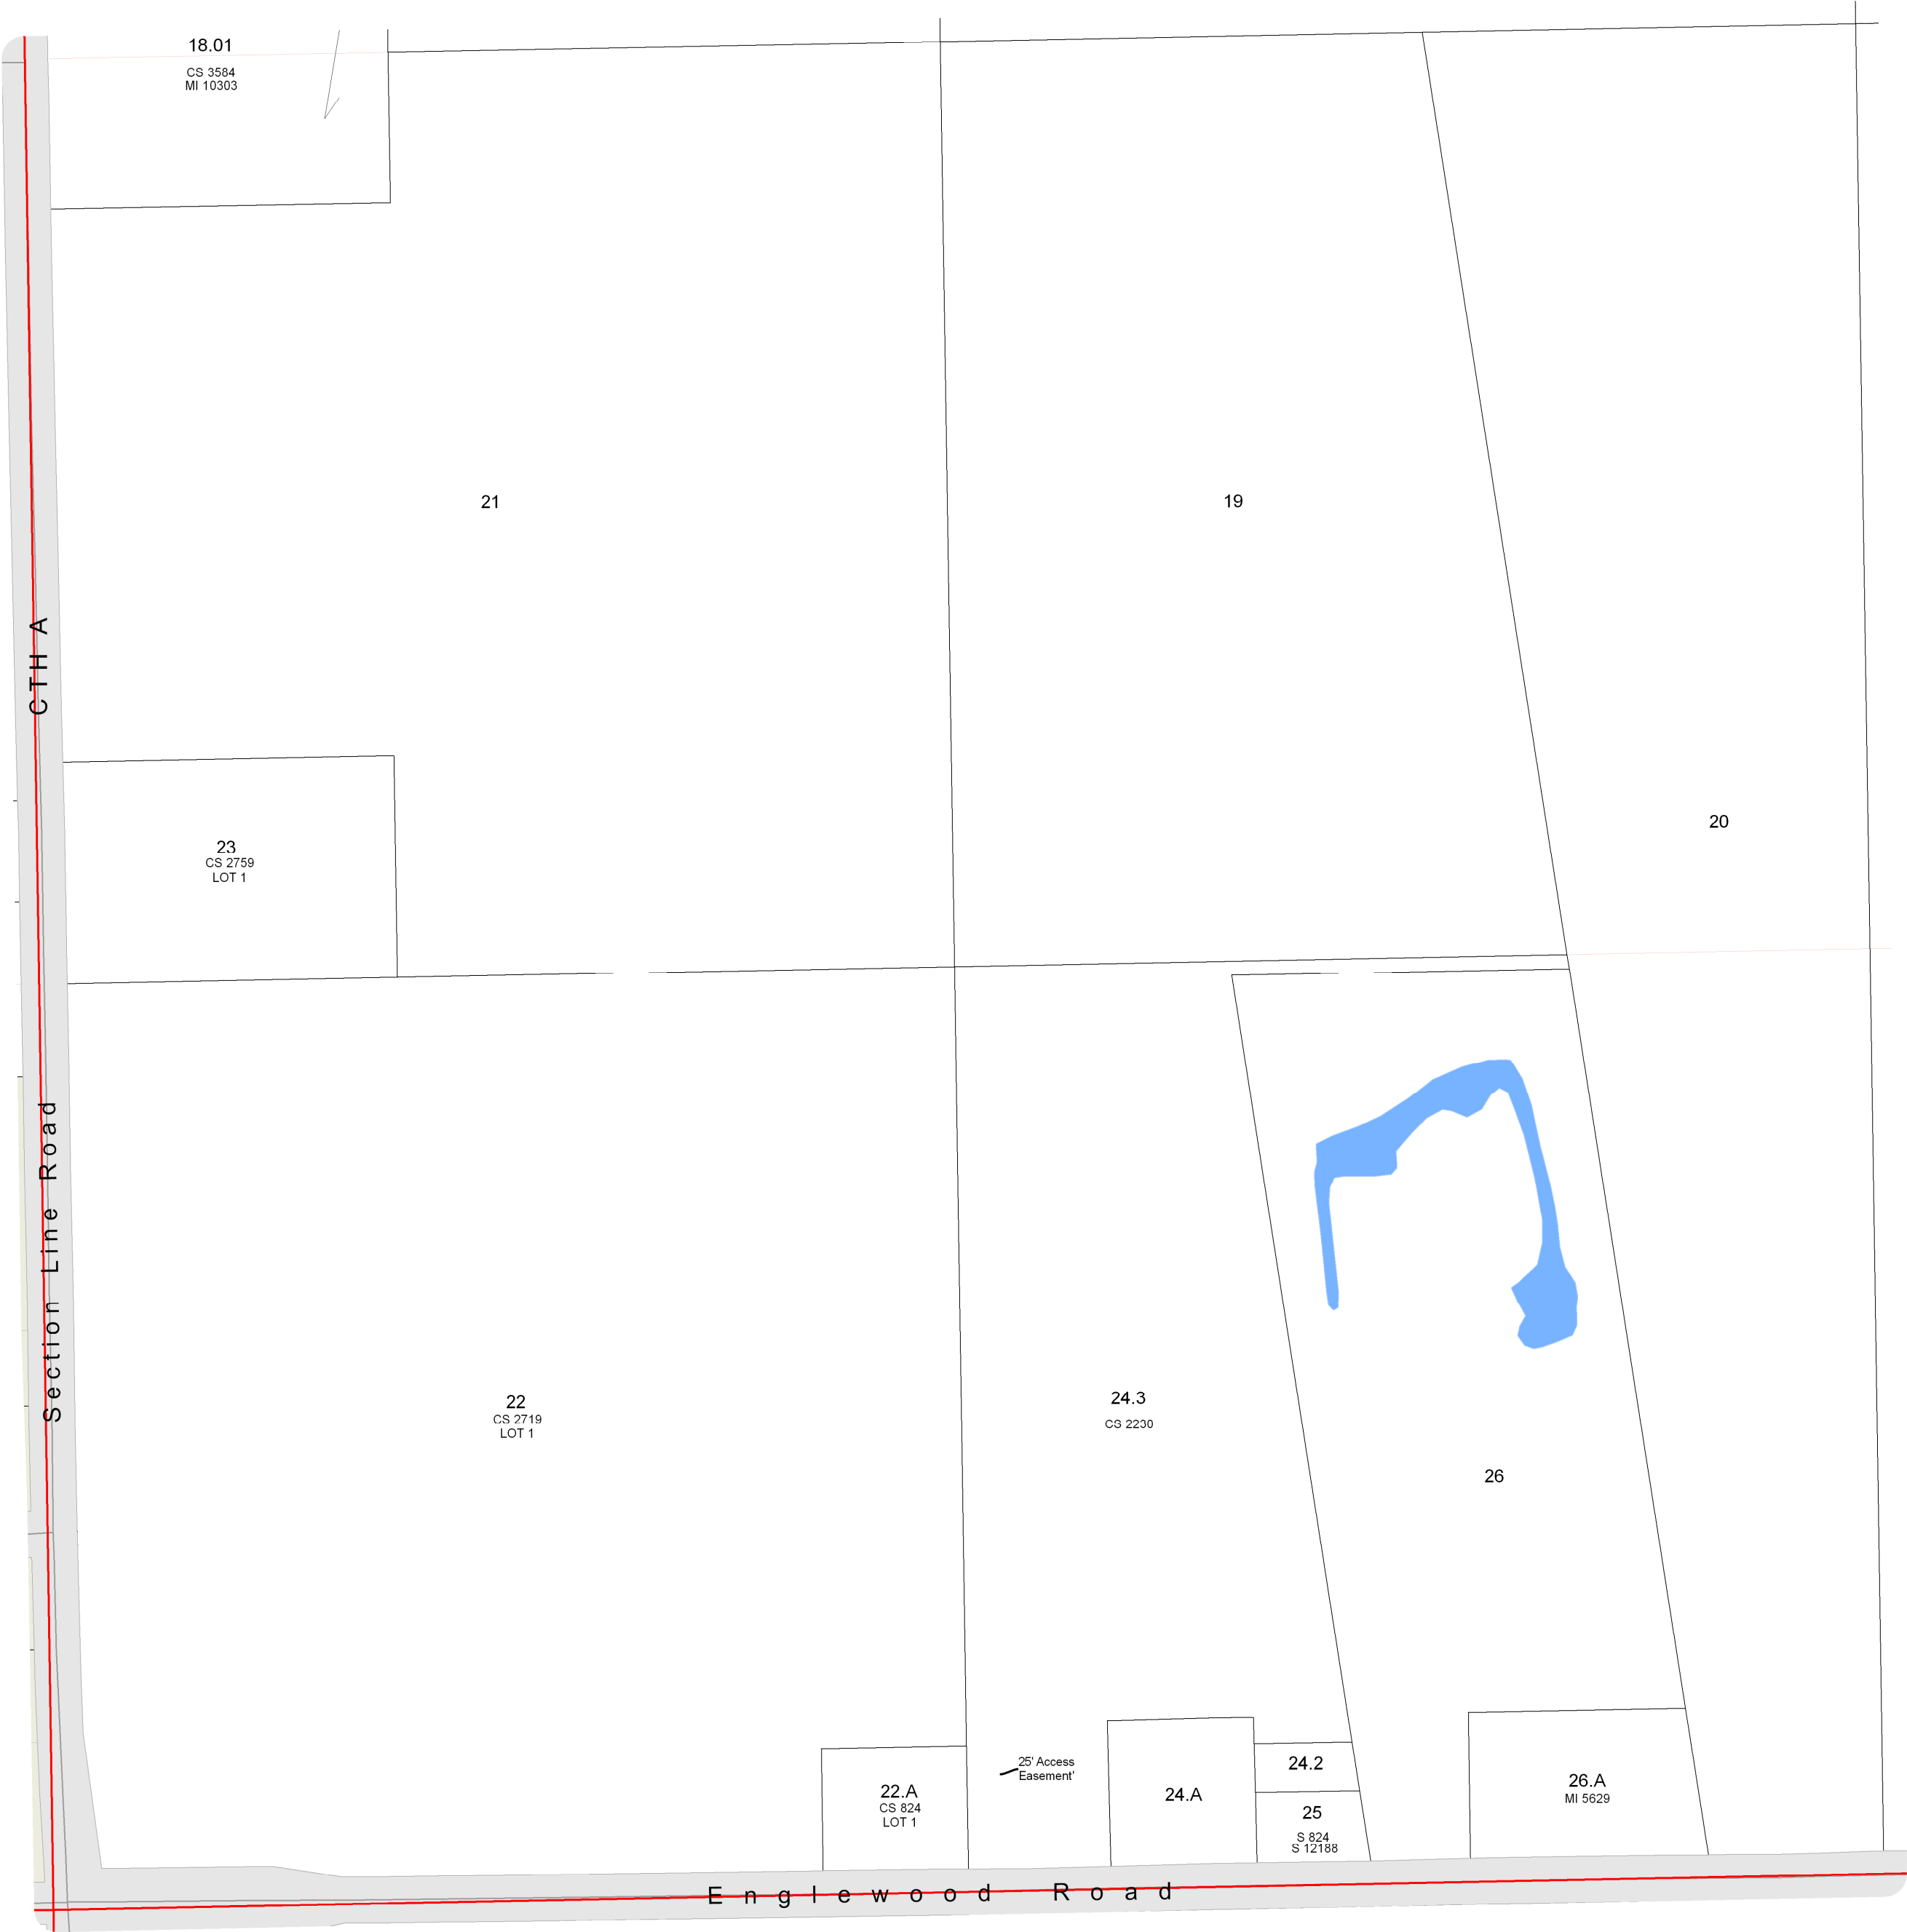 18.01
CS 3584
MI 10303
21
19
CTH A
20
23
CS 2759
LOT 1
Section Line Road
22
CS 2719
LOT 1
24.3
CS 2230
26
25' Access
Easement'
22.A
CS 824
LOT 1
24.A
24.2
25
S 824
S 12188
26.A
MI 5629
Englewood Road